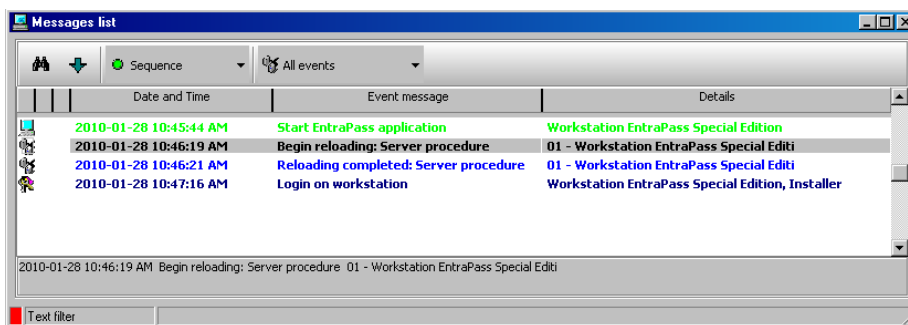 Messages list
Sequence All events
Date and Time Event message Details
2010-01-28 10:45:44 AM Start EntraPass application Workstation EntraPass Special Edition
2010-01-28 10:46:19 AM Begin reloading: Server procedure 01 - Workstation EntraPass Special Editi
2010-01-28 10:46:21 AM Reloading completed: Server procedure 01 - Workstation EntraPass Special Editi
2010-01-28 10:47:16 AM Login on workstation Workstation EntraPass Special Edition, Installer
2010-01-28 10:46:19 AM Begin reloading: Server procedure 01 - Workstation EntraPass Special Editi
Text filter